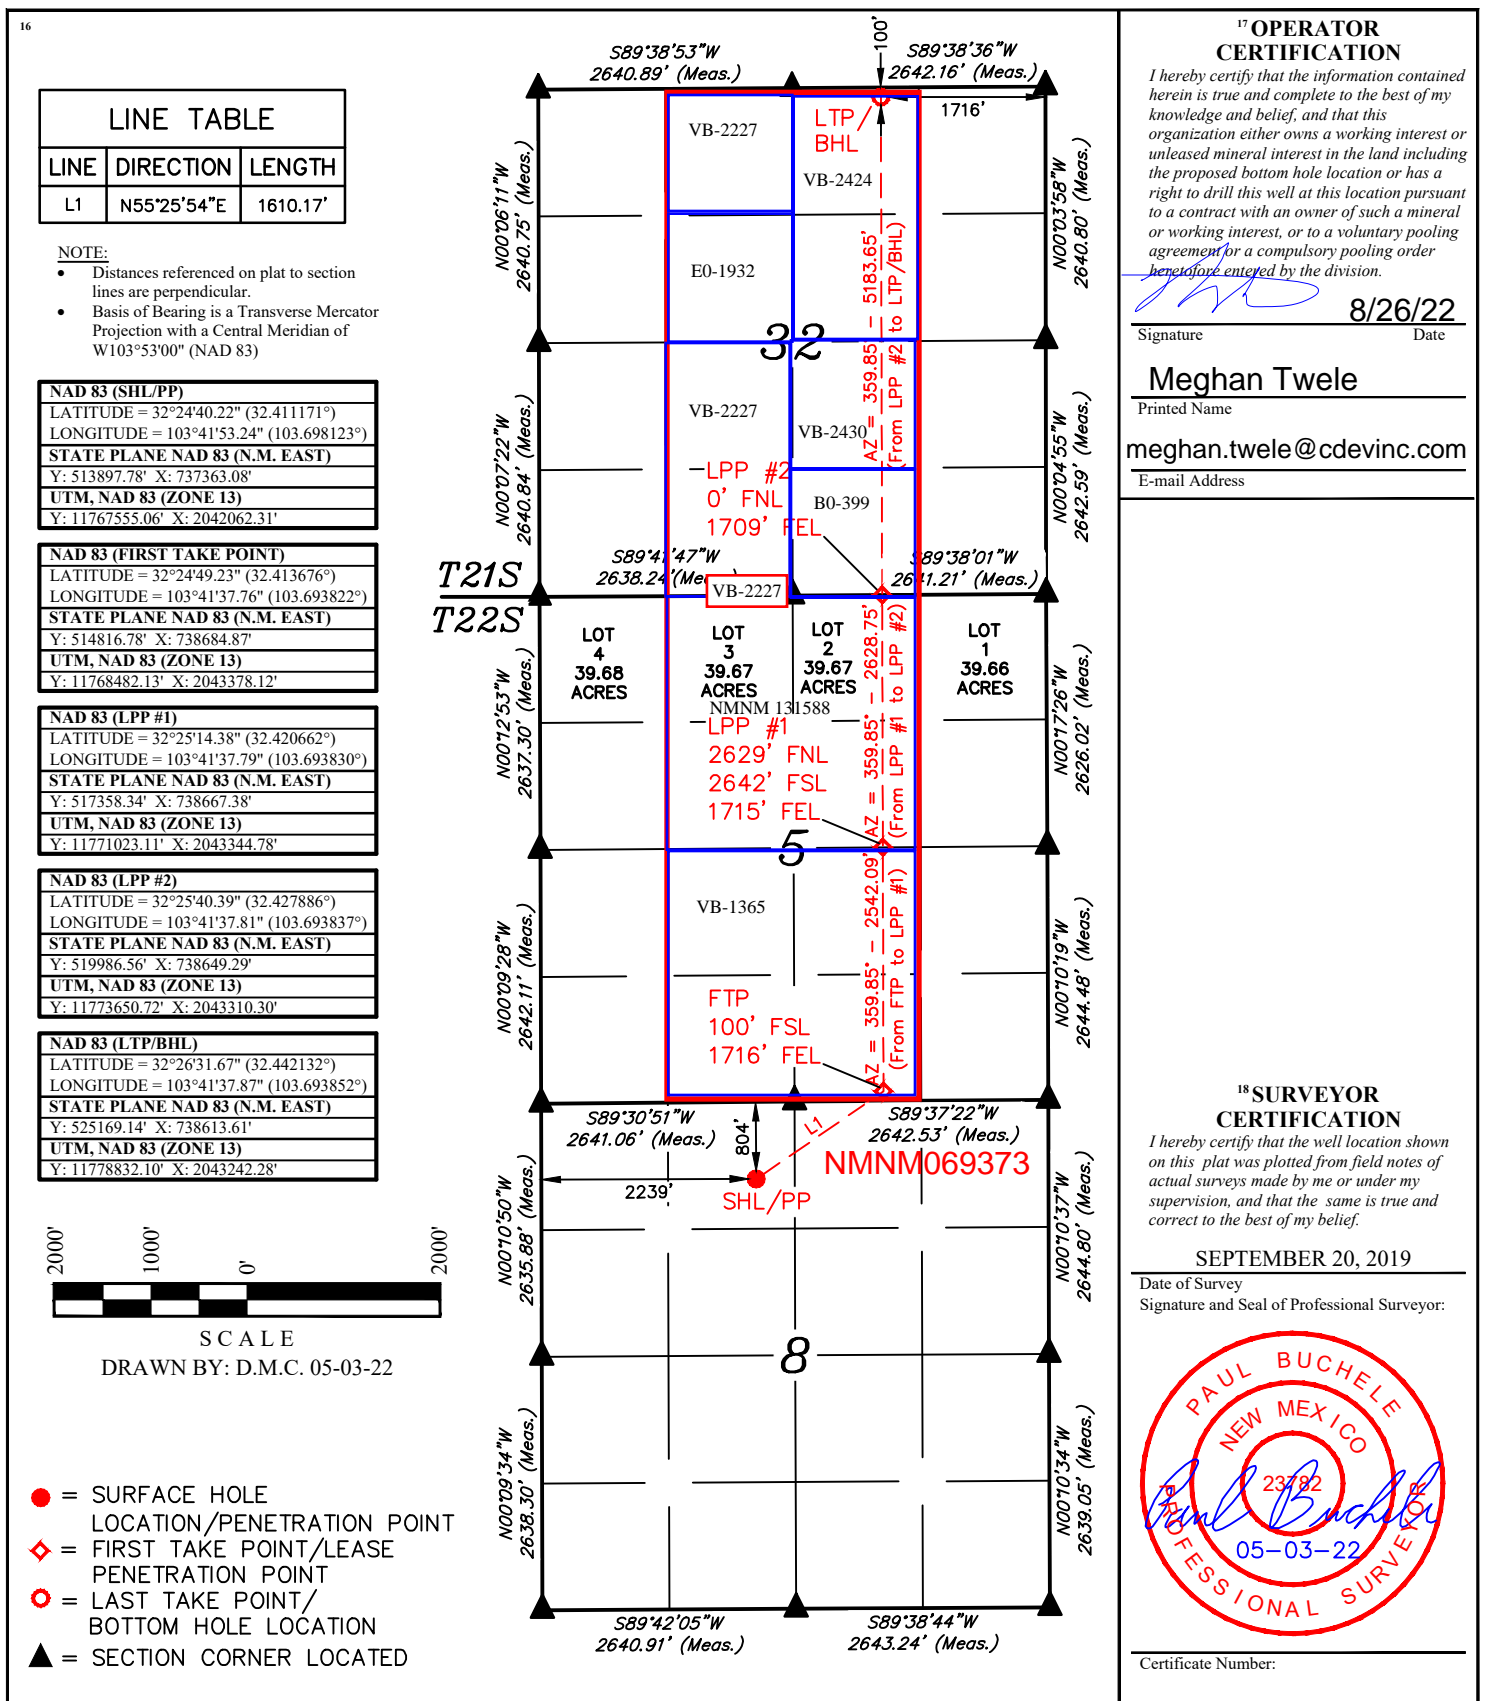 16
LINE TABLE
LINE DIRECTION LENGTH
L1 N55°25'54"E 1610.17'
NOTE:
• Distances referenced on plat to section
lines are perpendicular.
• Basis of Bearing is a Transverse Mercator
Projection with a Central Meridian of
W103°53'00" (NAD 83)
NAD 83 (SHL/PP)
LATITUDE = 32°24'40.22" (32.411171°)
LONGITUDE = 103°41'53.24" (103.698123°)
STATE PLANE NAD 83 (N.M. EAST)
Y: 513897.78' X: 737363.08'
UTM, NAD 83 (ZONE 13)
Y: 11767555.06' X: 2042062.31'
NAD 83 (FIRST TAKE POINT)
LATITUDE = 32°24'49.23" (32.413676°)
LONGITUDE = 103°41'37.76" (103.693822°)
STATE PLANE NAD 83 (N.M. EAST)
Y: 514816.78' X: 738684.87'
UTM, NAD 83 (ZONE 13)
Y: 11768482.13' X: 2043378.12'
NAD 83 (LPP #1)
LATITUDE = 32°25'14.38" (32.420662°)
LONGITUDE = 103°41'37.79" (103.693830°)
STATE PLANE NAD 83 (N.M. EAST)
Y: 517358.34' X: 738667.38'
UTM, NAD 83 (ZONE 13)
Y: 11771023.11' X: 2043344.78'
NAD 83 (LPP #2)
LATITUDE = 32°25'40.39" (32.427886°)
LONGITUDE = 103°41'37.81" (103.693837°)
STATE PLANE NAD 83 (N.M. EAST)
Y: 519986.56' X: 738649.29'
UTM, NAD 83 (ZONE 13)
Y: 11773650.72' X: 2043310.30'
NAD 83 (LTP/BHL)
LATITUDE = 32°26'31.67" (32.442132°)
LONGITUDE = 103°41'37.87" (103.693852°)
STATE PLANE NAD 83 (N.M. EAST)
Y: 525169.14' X: 738613.61'
UTM, NAD 83 (ZONE 13)
Y: 11778832.10' X: 2043242.28'
2000' 1000' 0' 2000'
SCALE
DRAWN BY: D.M.C. 05-03-22
= SURFACE HOLE
LOCATION/PENETRATION POINT
= FIRST TAKE POINT/LEASE
PENETRATION POINT
= LAST TAKE POINT/
BOTTOM HOLE LOCATION
= SECTION CORNER LOCATED
S89°38'53"W
2640.89' (Meas.)
100'
S89°38'36"W
2642.16' (Meas.)
1716'
LTP/
BHL
VB-2227
VB-2424
N00°06'11"W
2640.75' (Meas.)
N00°03'58"W
2640.80' (Meas.)
E0-1932
32
AZ = 359.85° - 5183.65'
(From LPP #2 to LTP/BHL)
VB-2227
VB-2430
N00°07'22"W
2640.84' (Meas.)
N00°04'55"W
2642.59' (Meas.)
LPP #2
0' FNL
1709' FEL
B0-399
S89°41'47"W
2638.24' (Meas.)
S89°38'01"W
2641.21' (Meas.)
T21S
T22S
VB-2227
LOT
4
39.68
ACRES
LOT
3
39.67
ACRES
LOT
2
39.67
ACRES
LOT
1
39.66
ACRES
NMNM 131588
N00°12'53"W
2637.30' (Meas.)
N00°17'26"W
2626.02' (Meas.)
AZ = 359.85° - 2628.75'
(From LPP #1 to LPP #2)
LPP #1
2629' FNL
2642' FSL
1715' FEL
5
VB-1365
N00°09'28"W
2642.11' (Meas.)
N00°10'19"W
2644.48' (Meas.)
AZ = 359.85° - 2542.09'
(From FTP to LPP #1)
FTP
100' FSL
1716' FEL
S89°30'51"W
2641.06' (Meas.)
S89°37'22"W
2642.53' (Meas.)
804'
L1
NMNM069373
2239'
SHL/PP
N00°10'50"W
2635.88' (Meas.)
N00°10'37"W
2644.80' (Meas.)
8
N00°09'34"W
2638.30' (Meas.)
N00°10'34"W
2639.05' (Meas.)
S89°42'05"W
2640.91' (Meas.)
S89°38'44"W
2643.24' (Meas.)
17 OPERATOR
CERTIFICATION
I hereby certify that the information contained
herein is true and complete to the best of my
knowledge and belief, and that this
organization either owns a working interest or
unleased mineral interest in the land including
the proposed bottom hole location or has a
right to drill this well at this location pursuant
to a contract with an owner of such a mineral
or working interest, or to a voluntary pooling
agreement or a compulsory pooling order
heretofore entered by the division.
8/26/22
Signature Date
Meghan Twele
Printed Name
meghan.twele@cdevinc.com
E-mail Address
18 SURVEYOR
CERTIFICATION
I hereby certify that the well location shown
on this plat was plotted from field notes of
actual surveys made by me or under my
supervision, and that the same is true and
correct to the best of my belief.
SEPTEMBER 20, 2019
Date of Survey
Signature and Seal of Professional Surveyor:
PAUL BUCHELE
NEW MEXICO
23782
Paul Buchele
05-03-22
PROFESSIONAL SURVEYOR
Certificate Number: